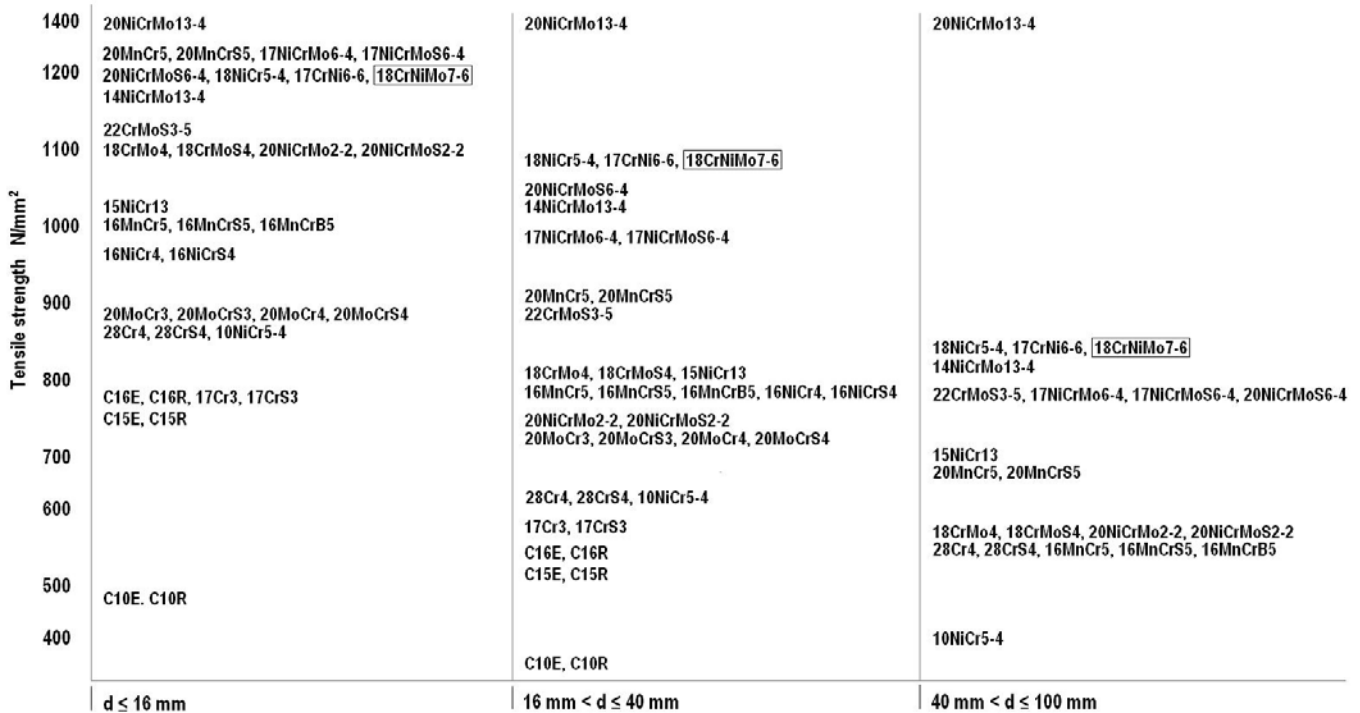 Tensile strength N/mm²
1400
1200
1100
1000
900
800
700
600
500
400
20NiCrMo13-4
20MnCr5, 20MnCrS5, 17NiCrMo6-4, 17NiCrMoS6-4
20NiCrMoS6-4, 18NiCr5-4, 17CrNi6-6, 18CrNiMo7-6
14NiCrMo13-4
22CrMoS3-5
18CrMo4, 18CrMoS4, 20NiCrMo2-2, 20NiCrMoS2-2
15NiCr13
16MnCr5, 16MnCrS5, 16MnCrB5
16NiCr4, 16NiCrS4
20MoCr3, 20MoCrS3, 20MoCr4, 20MoCrS4
28Cr4, 28CrS4, 10NiCr5-4
C16E, C16R, 17Cr3, 17CrS3
C15E, C15R
C10E. C10R
d ≤ 16 mm
20NiCrMo13-4
18NiCr5-4, 17CrNi6-6, 18CrNiMo7-6
20NiCrMoS6-4
14NiCrMo13-4
17NiCrMo6-4, 17NiCrMoS6-4
20MnCr5, 20MnCrS5
22CrMoS3-5
18CrMo4, 18CrMoS4, 15NiCr13
16MnCr5, 16MnCrS5, 16MnCrB5, 16NiCr4, 16NiCrS4
20NiCrMo2-2, 20NiCrMoS2-2
20MoCr3, 20MoCrS3, 20MoCr4, 20MoCrS4
28Cr4, 28CrS4, 10NiCr5-4
17Cr3, 17CrS3
C16E, C16R
C15E, C15R
C10E, C10R
16 mm < d ≤ 40 mm
20NiCrMo13-4
18NiCr5-4, 17CrNi6-6, 18CrNiMo7-6
14NiCrMo13-4
22CrMoS3-5, 17NiCrMo6-4, 17NiCrMoS6-4, 20NiCrMoS6-4
15NiCr13
20MnCr5, 20MnCrS5
18CrMo4, 18CrMoS4, 20NiCrMo2-2, 20NiCrMoS2-2
28Cr4, 28CrS4, 16MnCr5, 16MnCrS5, 16MnCrB5
10NiCr5-4
40 mm < d ≤ 100 mm